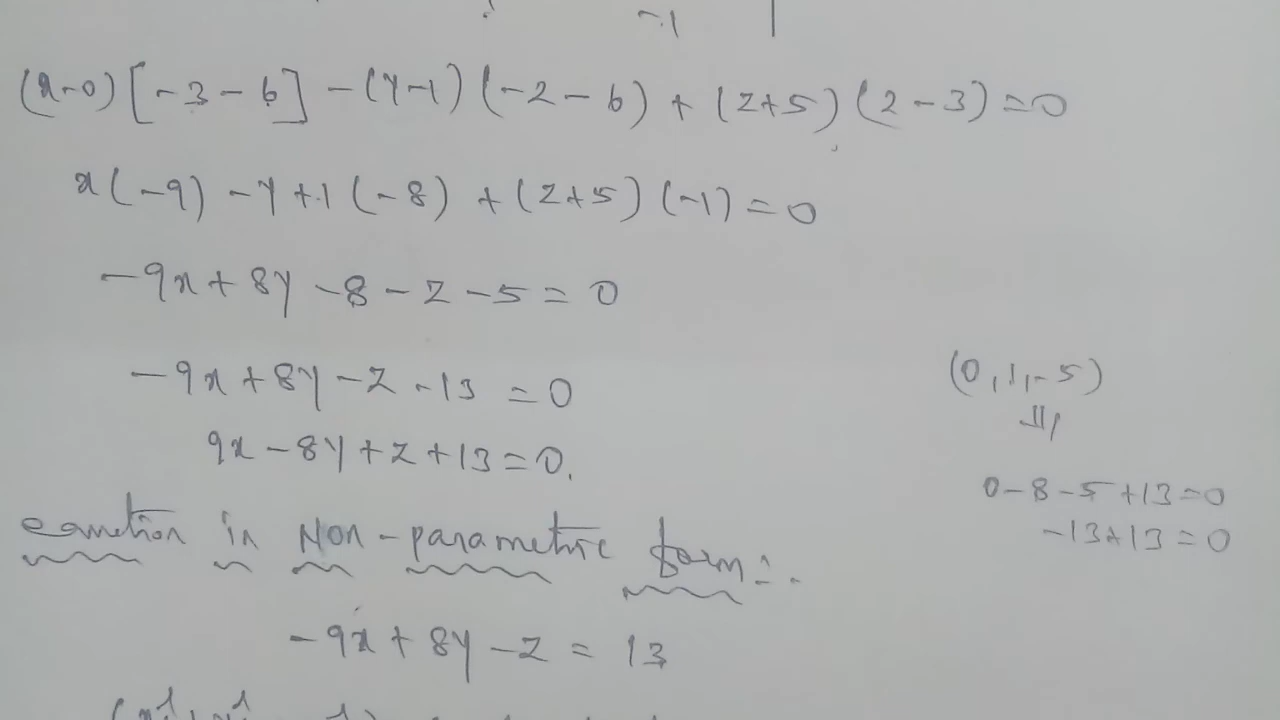 -1
(x-0) [-3-6] - (y-1) (-2-6) + (z+5) (2-3) = 0
x(-9) - y+1 (-8) + (z+5) (-1) = 0
-9x + 8y - 8 - z - 5 = 0
-9x + 8y - z - 13 = 0
9x - 8y + z + 13 = 0.
(0, 1, -5)
0 - 8 - 5 + 13 = 0
-13 + 13 = 0
equation in Non-parametric form:.
-9x + 8y - z = 13